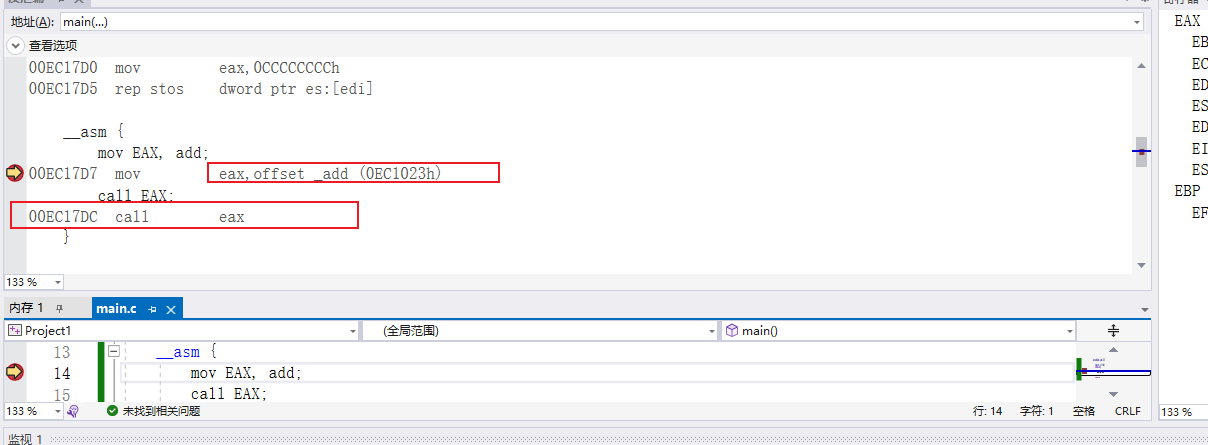 地址(A): main(...)
查看选项
00EC17D0 mov eax,0CCCCCCCCh
00EC17D5 rep stos dword ptr es:[edi]
__asm {
mov EAX, add;
00EC17D7 mov eax,offset _add (0EC1023h)
call EAX;
00EC17DC call eax
}
133 %
内存 1 main.c
Project1 (全局范围) main()
13 __asm {
14 mov EAX, add;
15 call EAX;
133 % 未找到相关问题 行: 14 字符: 1 空格 CRLF
监视 1
EAX
EB
EC
ED
ES
ED
EI
ES
EBP
EF
133 %